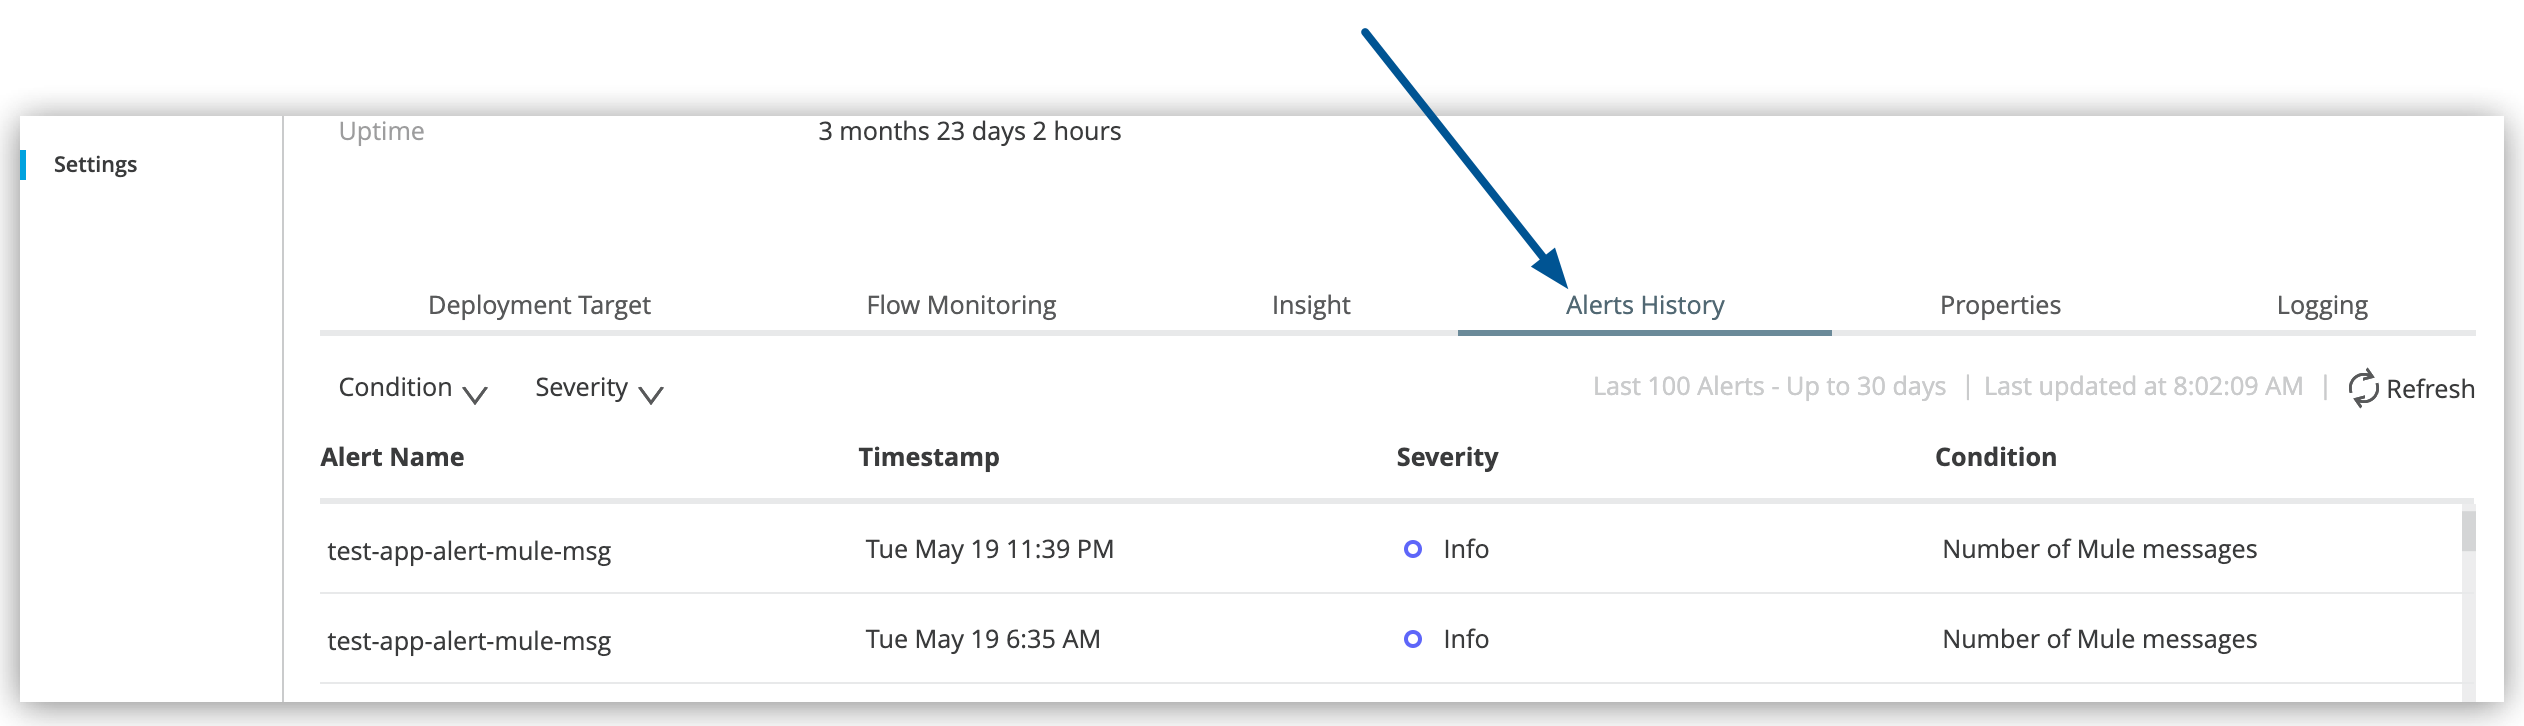 Uptime 3 months 23 days 2 hours
Settings
Deployment Target Flow Monitoring Insight Alerts History Properties Logging
Condition Severity Last 100 Alerts - Up to 30 days | Last updated at 8:02:09 AM | Refresh
Alert Name Timestamp Severity Condition
test-app-alert-mule-msg Tue May 19 11:39 PM Info Number of Mule messages
test-app-alert-mule-msg Tue May 19 6:35 AM Info Number of Mule messages